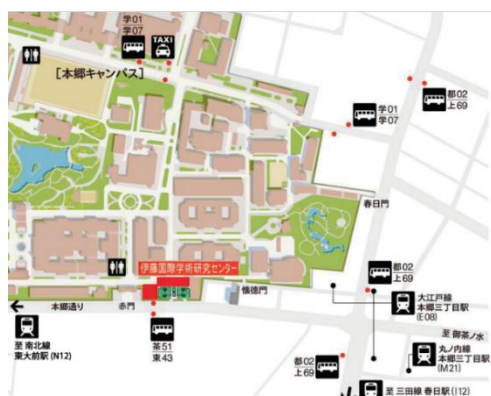 学01
学07
TAXI
[本郷キャンパス]
都02
上69
学01
学07
春日門
伊藤国際学術研究センター
都02
上69
本郷通り
赤門
懐徳門
大江戸線
本郷三丁目駅
(E08)
至 御茶ノ水
至 南北線
東大前駅(N12)
茶51
東43
丸ノ内線
本郷三丁目駅
(M21)
都02
上69
至 三田線 春日駅(I12)